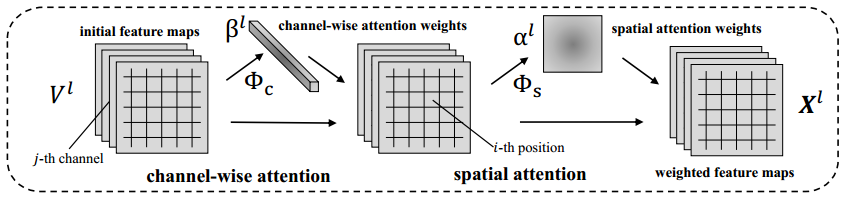 initial feature maps
β^l
channel-wise attention weights
α^l
spatial attention weights
V^l
Φ_c
Φ_s
X^l
j-th channel
i-th position
channel-wise attention
spatial attention
weighted feature maps